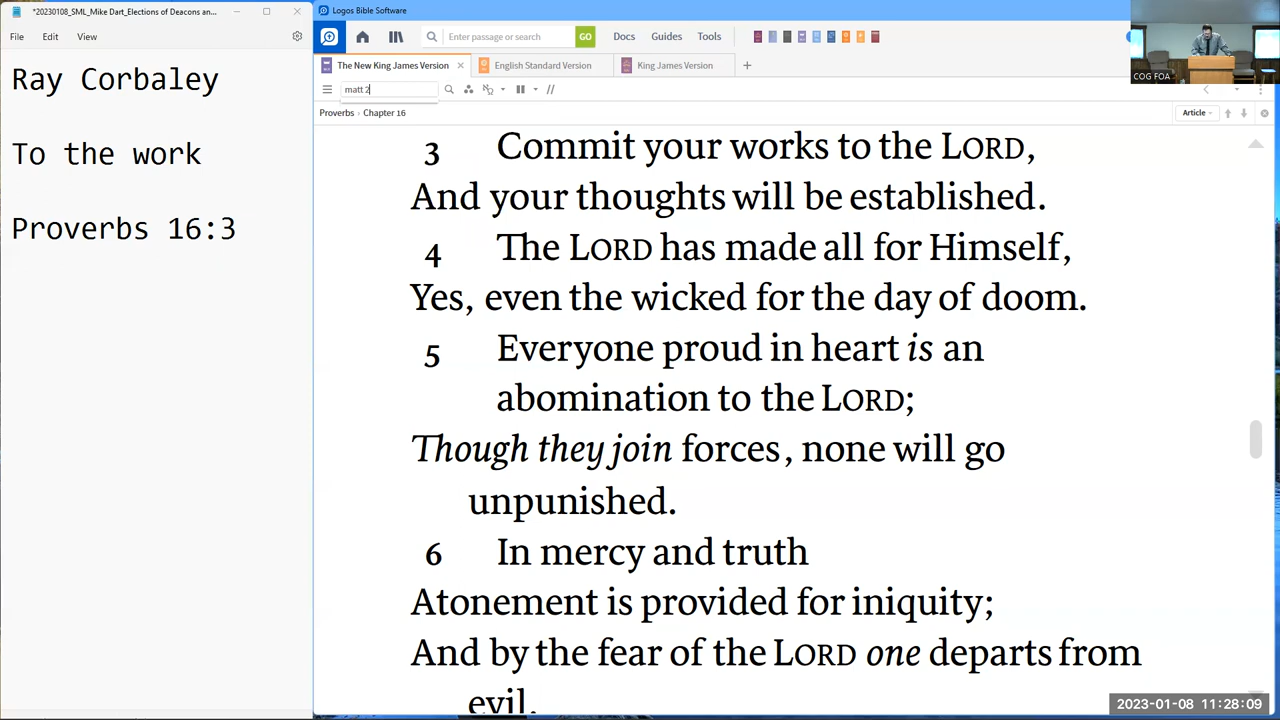 *20230108_SML_Mike Dart_Elections of Deacons an...
File Edit View
Ray Corbaley
To the work
Proverbs 16:3
Logos Bible Software
Enter passage or search GO Docs Guides Tools
The New King James Version English Standard Version King James Version
matt 2
Proverbs › Chapter 16 Article
3 Commit your works to the LORD,
And your thoughts will be established.
4 The LORD has made all for Himself,
Yes, even the wicked for the day of doom.
5 Everyone proud in heart is an
abomination to the LORD;
Though they join forces, none will go
unpunished.
6 In mercy and truth
Atonement is provided for iniquity;
And by the fear of the LORD one departs from
evil.
COG FOA
2023-01-08 11:28:09